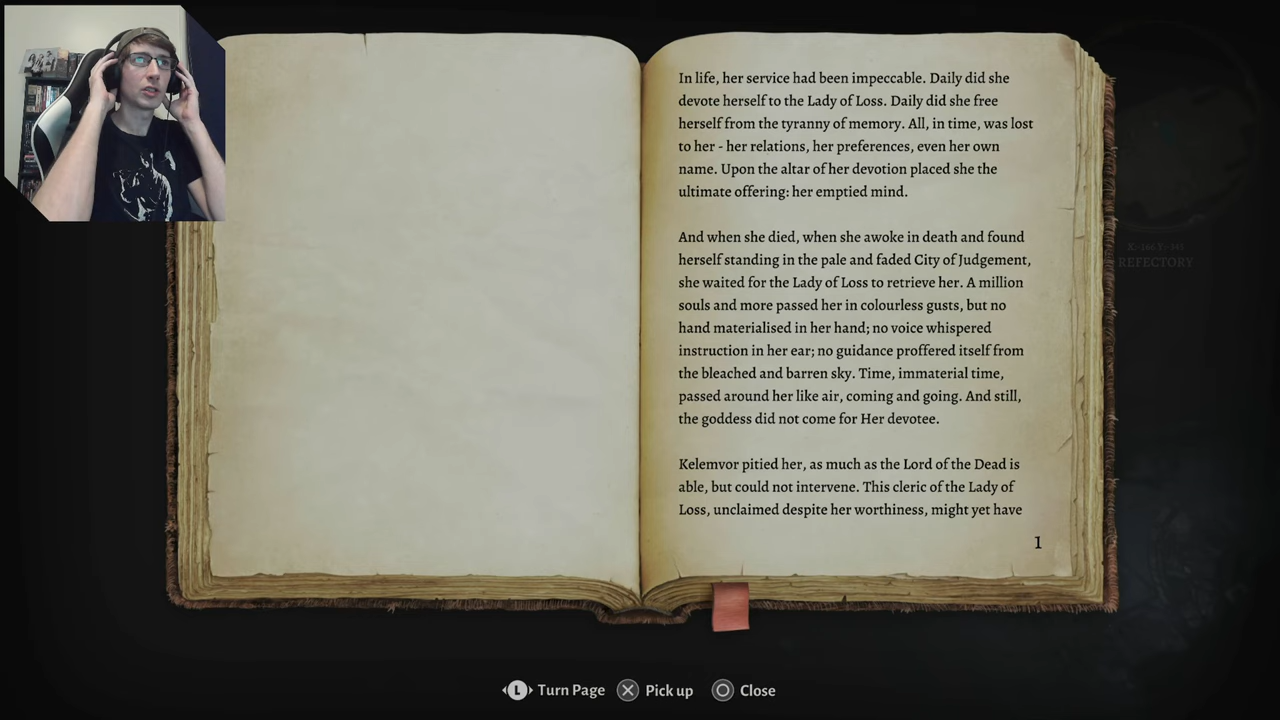 In life, her service had been impeccable. Daily did she
devote herself to the Lady of Loss. Daily did she free
herself from the tyranny of memory. All, in time, was lost
to her - her relations, her preferences, even her own
name. Upon the altar of her devotion placed she the
ultimate offering: her emptied mind.
And when she died, when she awoke in death and found
herself standing in the pale and faded City of Judgement,
she waited for the Lady of Loss to retrieve her. A million
souls and more passed her in colourless gusts, but no
hand materialised in her hand; no voice whispered
instruction in her ear; no guidance proffered itself from
the bleached and barren sky. Time, immaterial time,
passed around her like air, coming and going. And still,
the goddess did not come for Her devotee.
Kelemvor pitied her, as much as the Lord of the Dead is
able, but could not intervene. This cleric of the Lady of
Loss, unclaimed despite her worthiness, might yet have
1
REFECTORY
L Turn Page Pick up Close